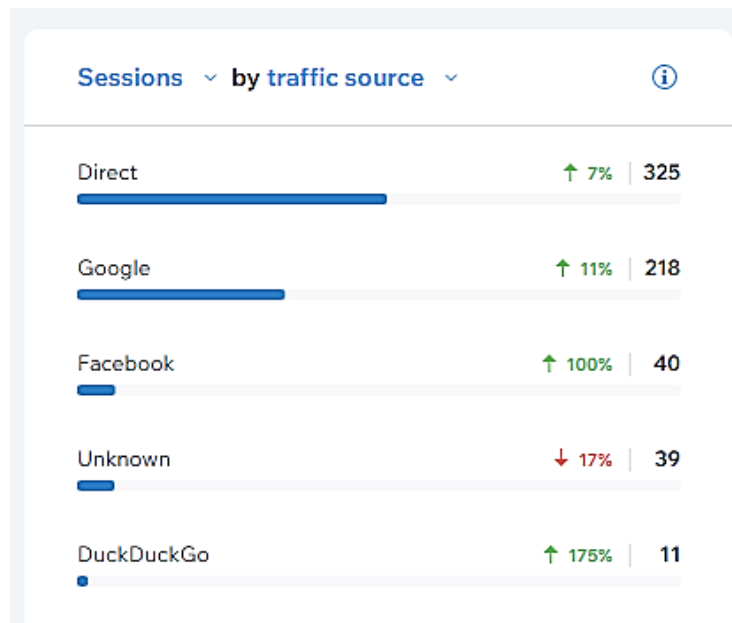 Sessions by traffic source
Direct ↑ 7% 325
Google ↑ 11% 218
Facebook ↑ 100% 40
Unknown ↓ 17% 39
DuckDuckGo ↑ 175% 11